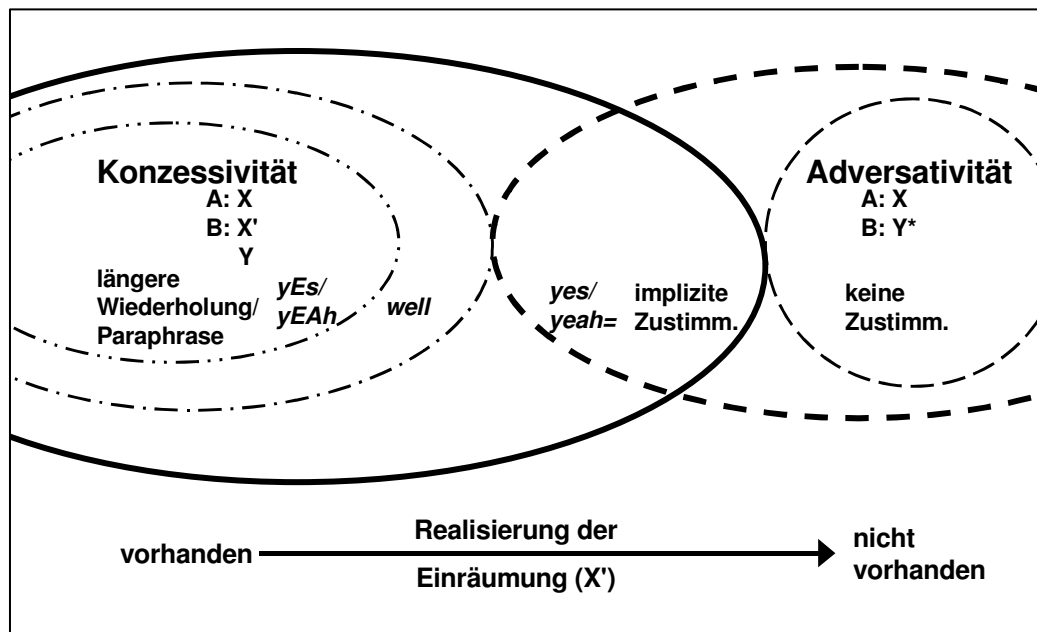 Konzessivität
A: X
B: X'
Y
längere
Wiederholung/
Paraphrase
yEs/
yEAh
well
yes/
yeah=
implizite
Zustimm.
Adversativität
A: X
B: Y*
keine
Zustimm.
vorhanden
Realisierung der
Einräumung (X')
nicht
vorhanden